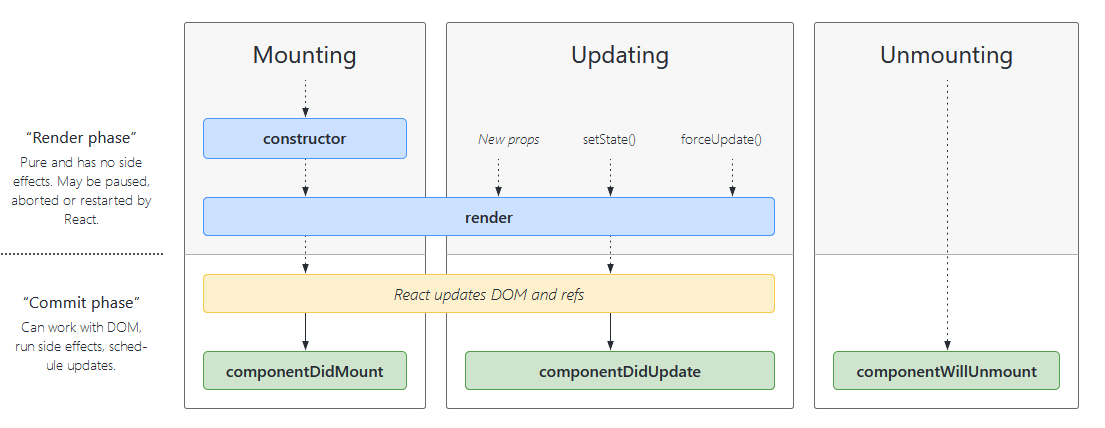 Mounting
Updating
Unmounting
“Render phase”
Pure and has no side
effects. May be paused,
aborted or restarted by
React.
constructor
New props
setState()
forceUpdate()
render
“Commit phase”
Can work with DOM,
run side effects, sched-
ule updates.
React updates DOM and refs
componentDidMount
componentDidUpdate
componentWillUnmount